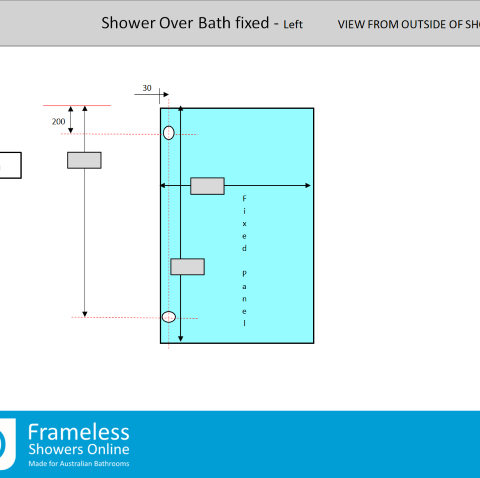 Shower Over Bath fixed - Left
VIEW FROM OUTSIDE OF SH
30
200
Fixed Panel
Frameless
Showers Online
Made for Australian Bathrooms